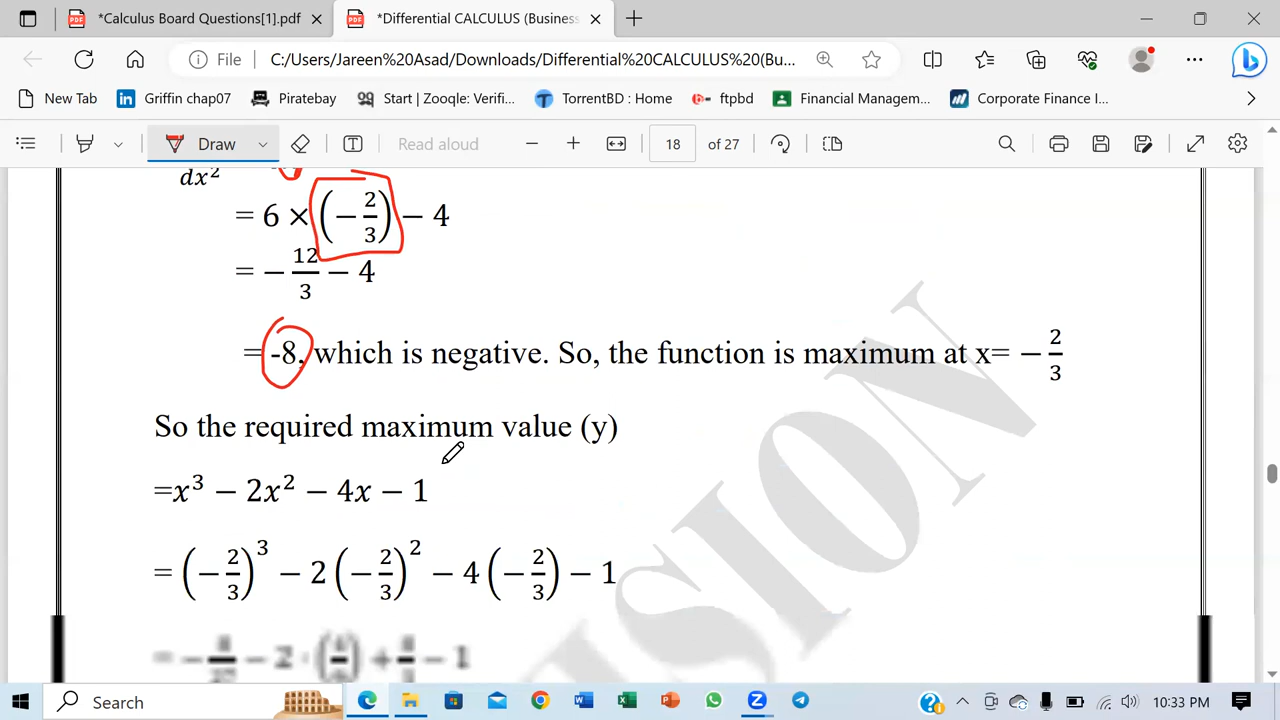 *Calculus Board Questions[1].pdf
*Differential CALCULUS (Business
File C:/Users/Jareen%20Asad/Downloads/Differential%20CALCULUS%20(Bu...
New Tab Griffin chap07 Piratebay Start | Zooqle: Verifi... TorrentBD : Home ftpbd Financial Managem... Corporate Finance I...
Draw Read aloud 18 of 27
dx²
= 6 × (−2/3) − 4
= −12/3 − 4
= -8, which is negative. So, the function is maximum at x= −2/3
So the required maximum value (y)
=x³ − 2x² − 4x − 1
= (−2/3)³ − 2(−2/3)² − 4(−2/3) − 1
Search 10:33 PM